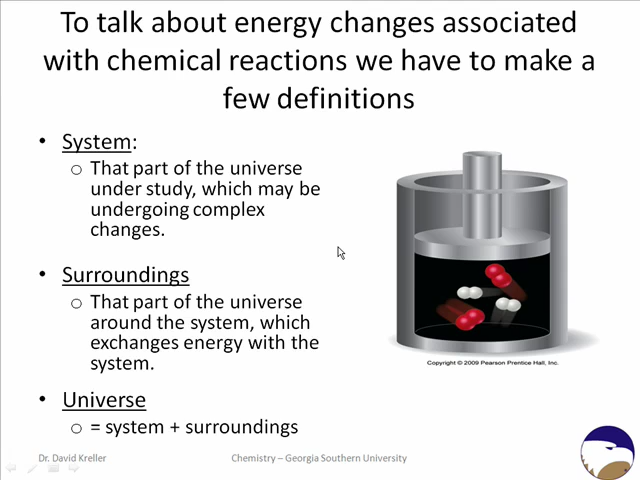 To talk about energy changes associated
with chemical reactions we have to make a
few definitions
• System:
o That part of the universe
under study, which may be
undergoing complex
changes.
• Surroundings
o That part of the universe
around the system, which
exchanges energy with the
system.
• Universe
o = system + surroundings
Copyright © 2009 Pearson Prentice Hall, Inc.
Dr. David Kreller
Chemistry – Georgia Southern University